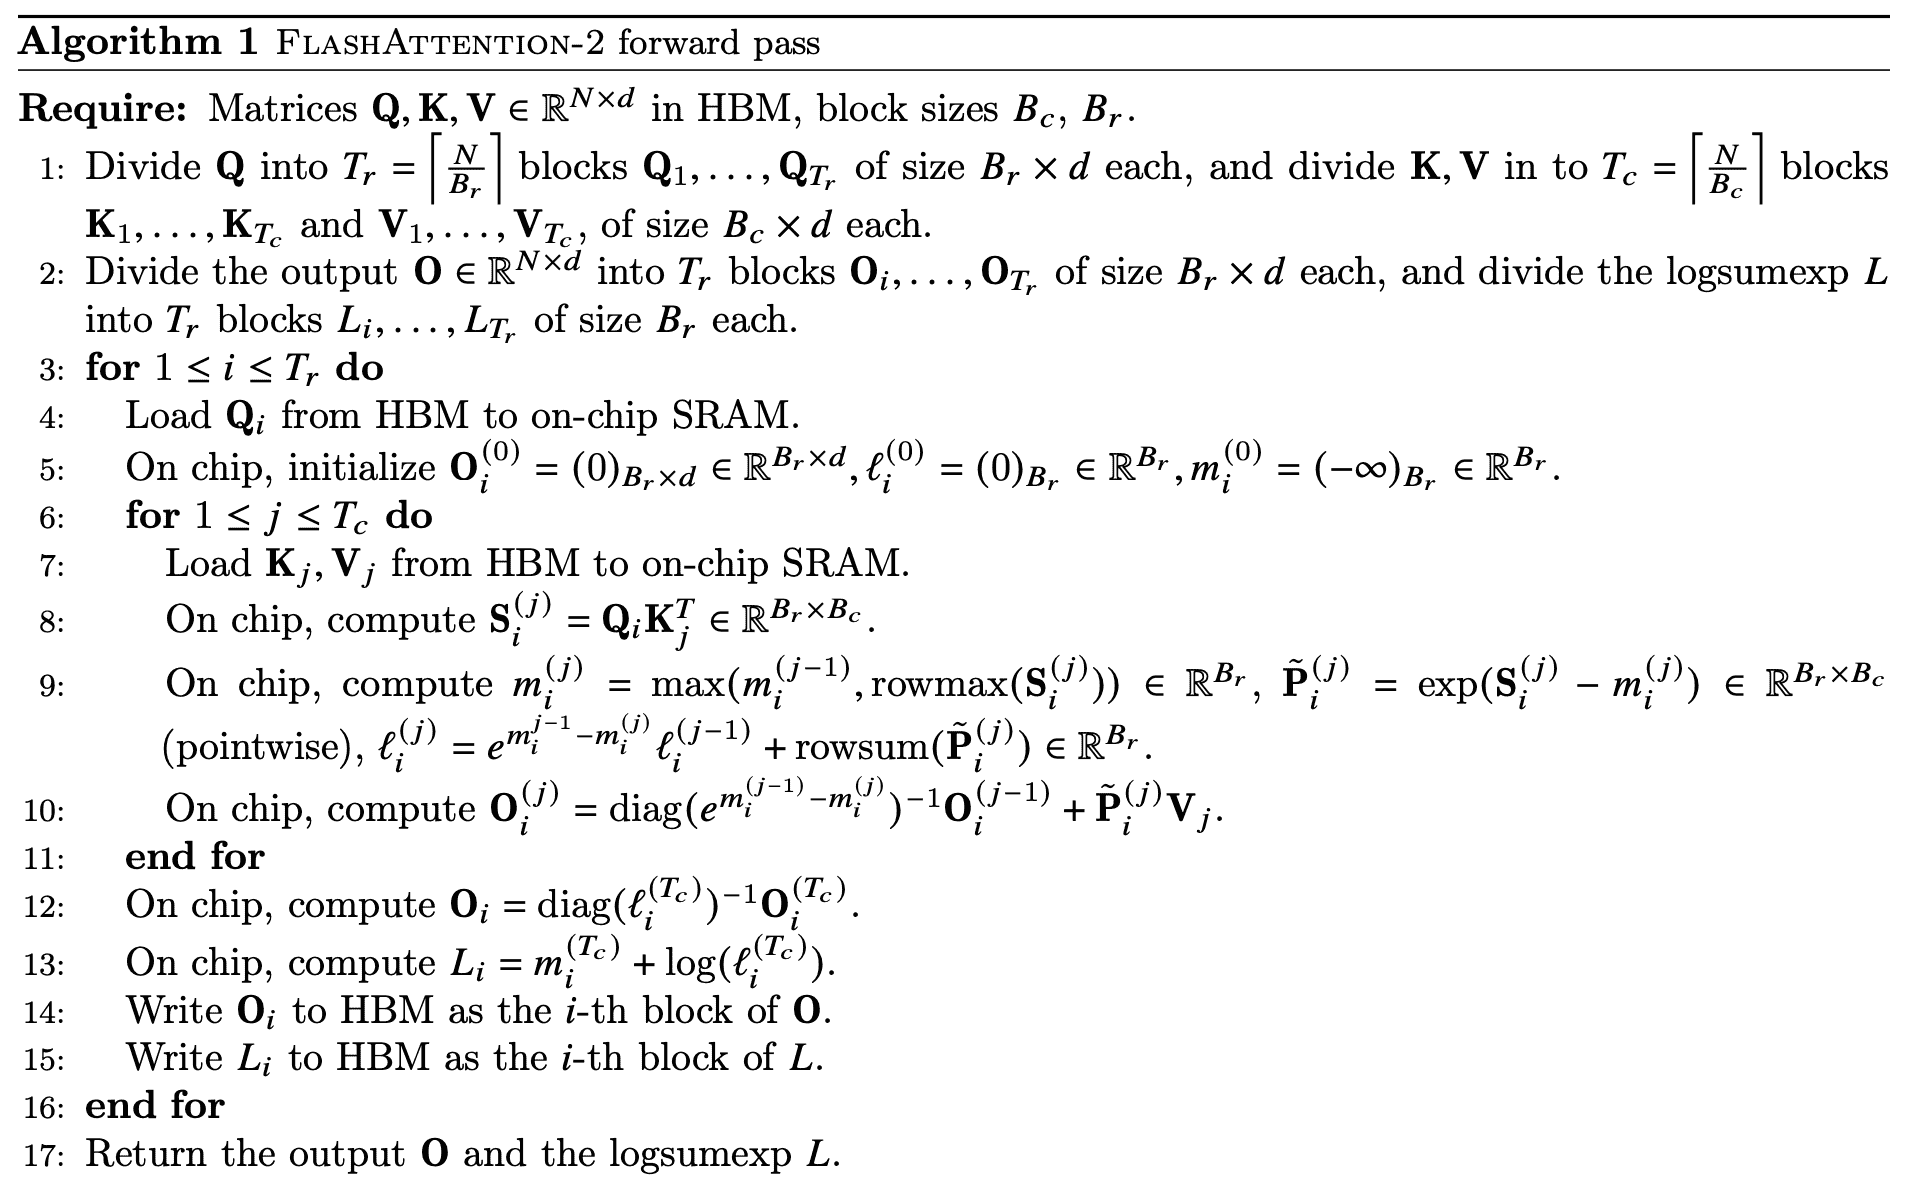 Algorithm 1 FLASHATTENTION-2 forward pass
Require: Matrices Q, K, V ∈ ℝ^{N×d} in HBM, block sizes B_c, B_r.
1: Divide Q into T_r = ⌈N/B_r⌉ blocks Q_1, . . . , Q_{T_r} of size B_r × d each, and divide K, V in to T_c = ⌈N/B_c⌉ blocks
K_1, . . . , K_{T_c} and V_1, . . . , V_{T_c}, of size B_c × d each.
2: Divide the output O ∈ ℝ^{N×d} into T_r blocks O_i, . . . , O_{T_r} of size B_r × d each, and divide the logsumexp L
into T_r blocks L_i, . . . , L_{T_r} of size B_r each.
3: for 1 ≤ i ≤ T_r do
4: Load Q_i from HBM to on-chip SRAM.
5: On chip, initialize O_i^{(0)} = (0)_{B_r×d} ∈ ℝ^{B_r×d}, ℓ_i^{(0)} = (0)_{B_r} ∈ ℝ^{B_r}, m_i^{(0)} = (−∞)_{B_r} ∈ ℝ^{B_r}.
6: for 1 ≤ j ≤ T_c do
7: Load K_j, V_j from HBM to on-chip SRAM.
8: On chip, compute S_i^{(j)} = Q_i K_j^T ∈ ℝ^{B_r×B_c}.
9: On chip, compute m_i^{(j)} = max(m_i^{(j−1)}, rowmax(S_i^{(j)})) ∈ ℝ^{B_r}, P̃_i^{(j)} = exp(S_i^{(j)} − m_i^{(j)}) ∈ ℝ^{B_r×B_c}
(pointwise), ℓ_i^{(j)} = e^{m_i^{j−1}−m_i^{(j)}} ℓ_i^{(j−1)} + rowsum(P̃_i^{(j)}) ∈ ℝ^{B_r}.
10: On chip, compute O_i^{(j)} = diag(e^{m_i^{(j−1)}−m_i^{(j)}})^{−1} O_i^{(j−1)} + P̃_i^{(j)} V_j.
11: end for
12: On chip, compute O_i = diag(ℓ_i^{(T_c)})^{−1} O_i^{(T_c)}.
13: On chip, compute L_i = m_i^{(T_c)} + log(ℓ_i^{(T_c)}).
14: Write O_i to HBM as the i-th block of O.
15: Write L_i to HBM as the i-th block of L.
16: end for
17: Return the output O and the logsumexp L.